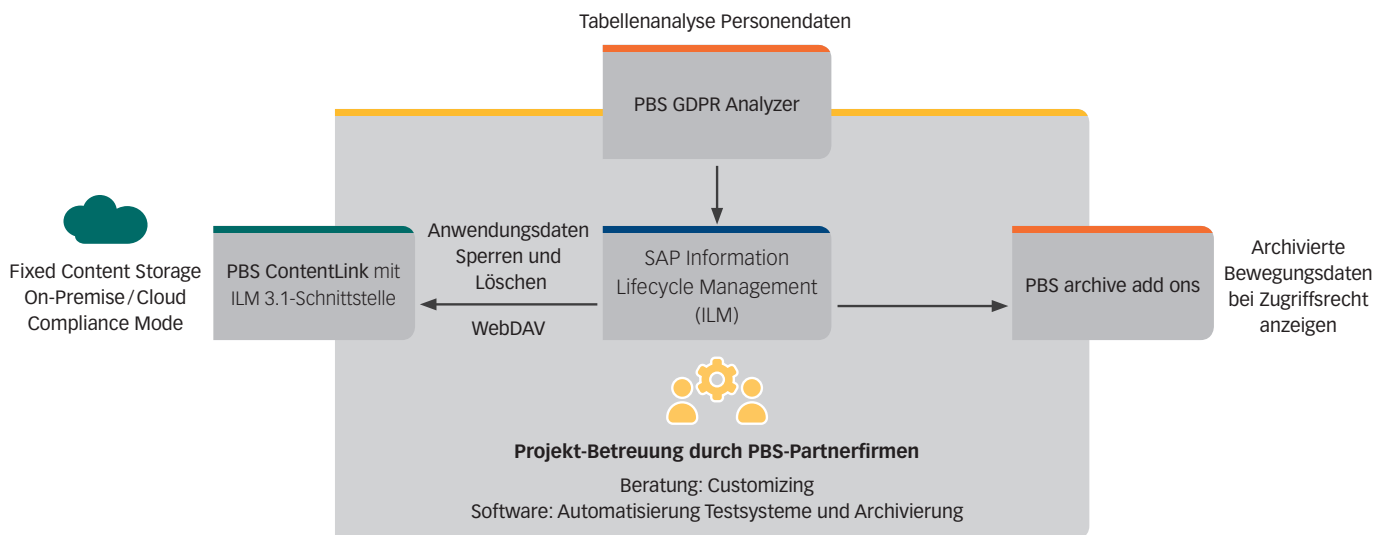 Tabellenanalyse Personendaten
PBS GDPR Analyzer
Fixed Content Storage
On-Premise/Cloud
Compliance Mode
PBS ContentLink mit
ILM 3.1-Schnittstelle
Anwendungsdaten
Sperren und
Löschen
WebDAV
SAP Information
Lifecycle Management
(ILM)
PBS archive add ons
Archivierte
Bewegungsdaten
bei Zugriffsrecht
anzeigen
Projekt-Betreuung durch PBS-Partnerfirmen
Beratung: Customizing
Software: Automatisierung Testsysteme und Archivierung